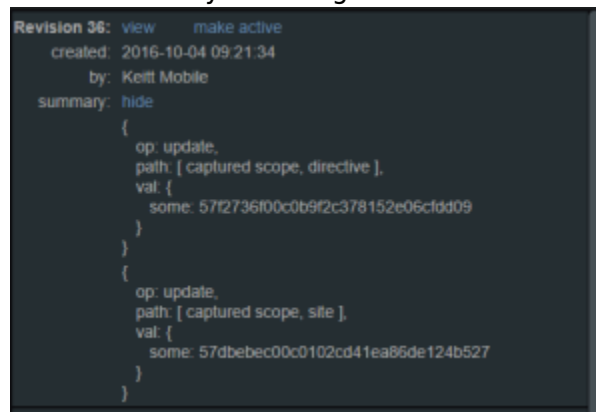 Revision 36: view make active
created: 2016-10-04 09:21:34
by: Keitt Mobile
summary: hide
{
op: update,
path: [ captured scope, directive ],
val: {
some: 57f2736f00c0b9f2c378152e06cfdd09
}
}
{
op: update,
path: [ captured scope, site ],
val: {
some: 57dbebec00c0102cd41ea86de124b527
}
}